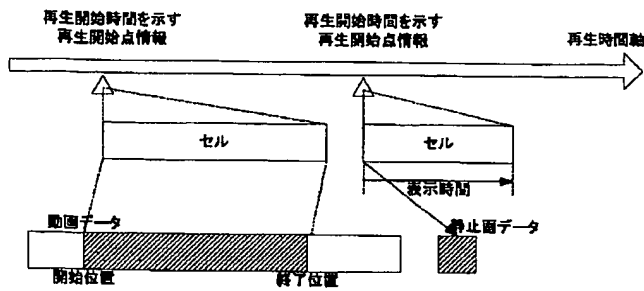 再生開始時間を示す
再生開始点情報
再生開始時間を示す
再生開始点情報
再生時間軸
セル
セル
表示時間
動画データ
静止画データ
開始位置
終了位置